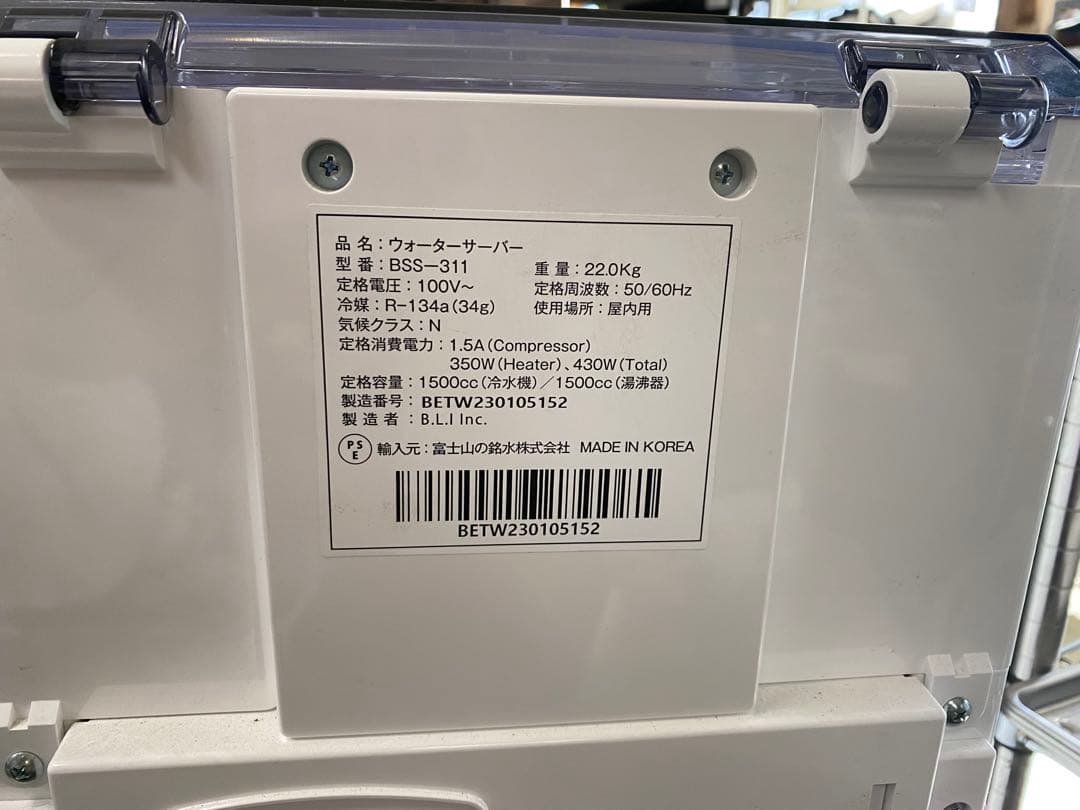 品 名：ウォーターサーバー
型 番：BSS－311　重 量：22.0Kg
定格電圧：100V～　定格周波数：50/60Hz
冷媒：R-134a(34g)　使用場所：屋内用
気候クラス：N
定格消費電力：1.5A(Compressor)
350W(Heater)、430W(Total)
定格容量：1500cc(冷水機)／1500cc(湯沸器)
製造番号：BETW230105152
製 造 者 ：B.L.I Inc.
PSE 輸入元：富士山の銘水株式会社 MADE IN KOREA
BETW230105152